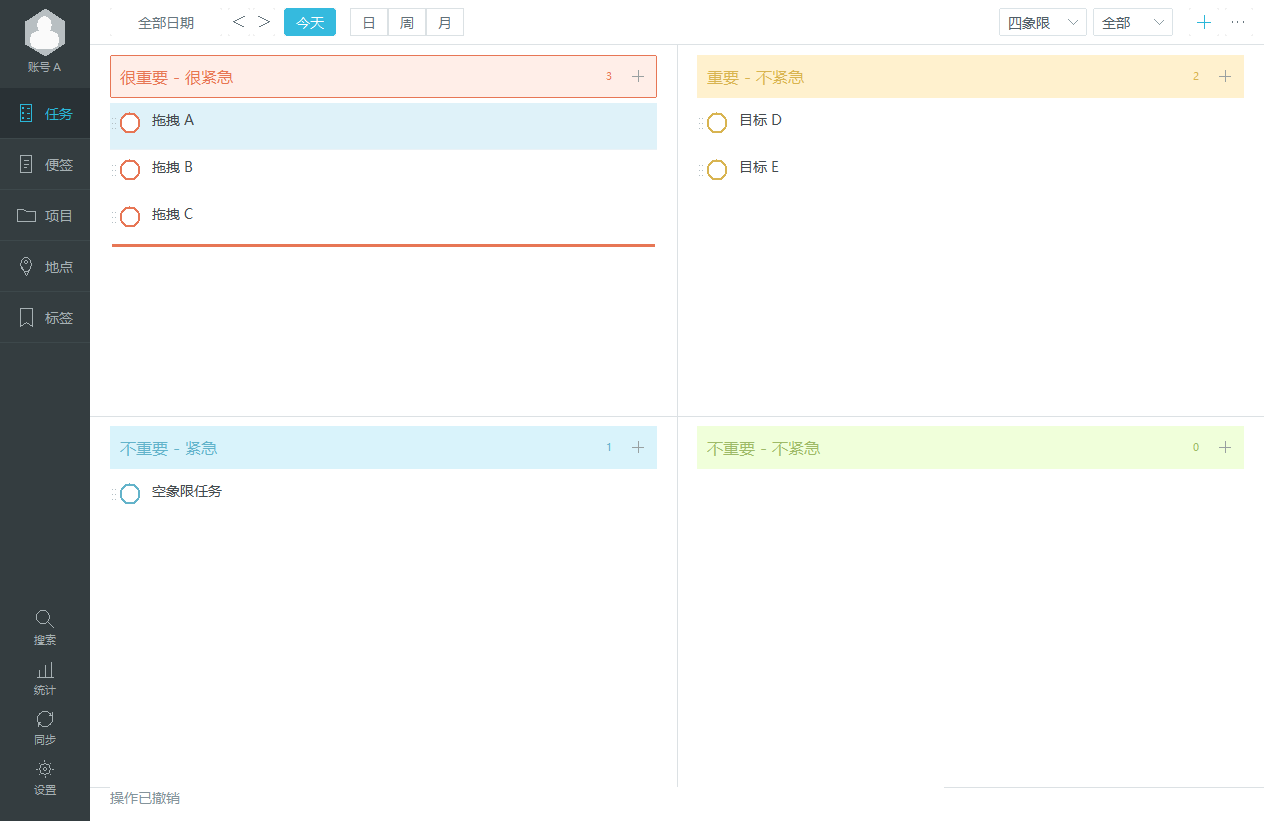 账号 A
任务
便签
项目
地点
标签
搜索
统计
同步
设置
全部日期
< >
今天
日 周 月
四象限
全部
很重要 - 很紧急 3
拖拽 A
拖拽 B
拖拽 C
重要 - 不紧急 2
目标 D
目标 E
不重要 - 紧急 1
空象限任务
不重要 - 不紧急 0
操作已撤销